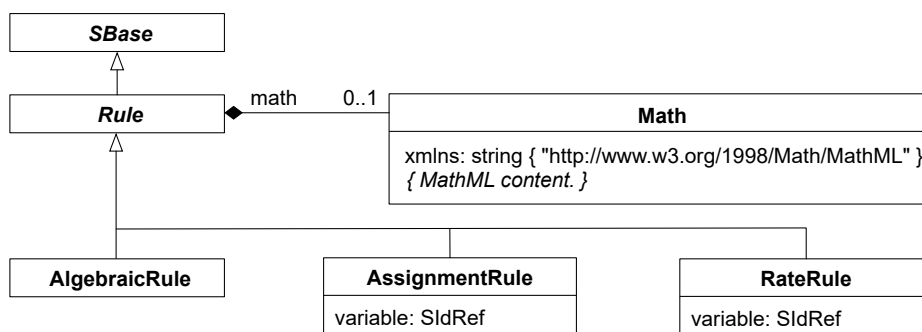 SBase
Rule
math 0..1
Math
xmlns: string { "http://www.w3.org/1998/Math/MathML" }
{ MathML content. }
AlgebraicRule
AssignmentRule
variable: SIdRef
RateRule
variable: SIdRef